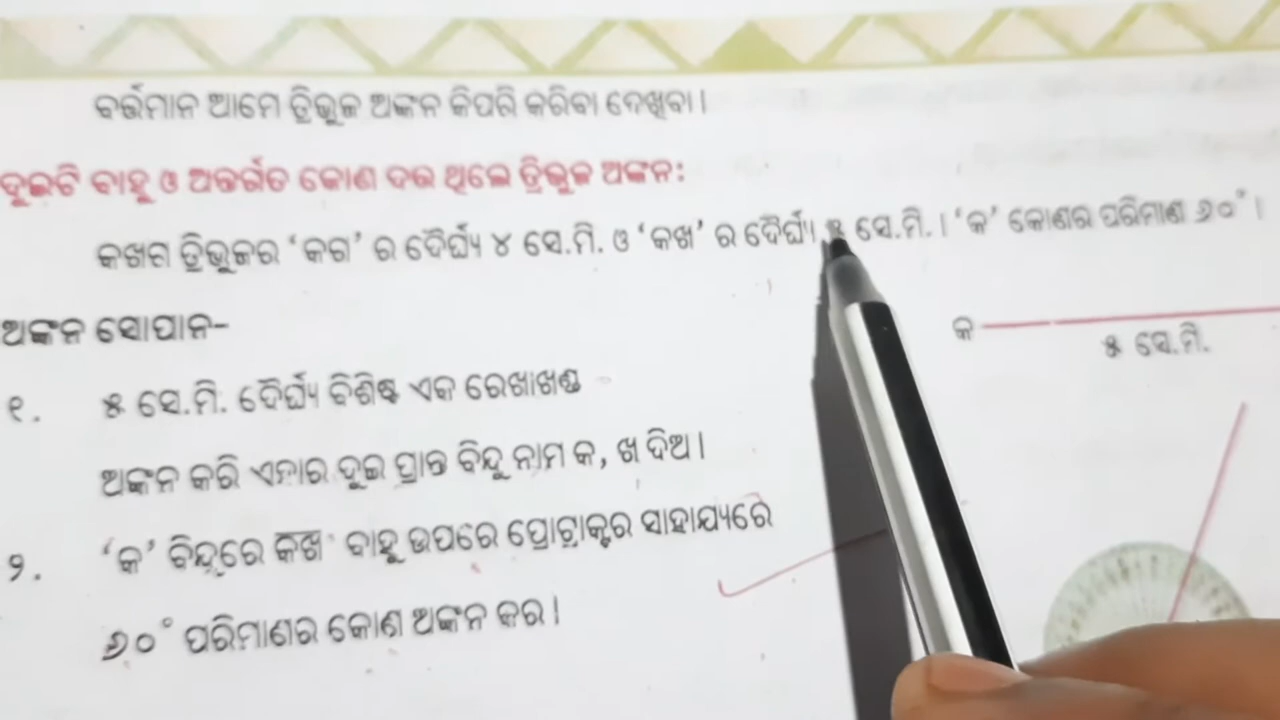 ବର୍ତ୍ତମାନ ଆମେ ତ୍ରିଭୁଜ ଅଙ୍କନ କିପରି କରିବା ଦେଖିବା ।
ଦୁଇଟି ବାହୁ ଓ ଅନ୍ତର୍ଗତ କୋଣ ଦତ୍ତ ଥିଲେ ତ୍ରିଭୁଜ ଅଙ୍କନ:
କଖଗ ତ୍ରିଭୁଜର ‘କଗ’ ର ଦୈର୍ଘ୍ୟ ୪ ସେ.ମି. ଓ ‘କଖ’ ର ଦୈର୍ଘ୍ୟ ସେ.ମି. । ‘କ’ କୋଣର ପରିମାଣ ୬୦° ।
ଅଙ୍କନ ସୋପାନ-
କ
୫ ସେ.ମି.
୧. ୫ ସେ.ମି. ଦୈର୍ଘ୍ୟ ବିଶିଷ୍ଟ ଏକ ରେଖାଖଣ୍ଡ
ଅଙ୍କନ କରି ଏହାର ଦୁଇ ପ୍ରାନ୍ତ ବିନ୍ଦୁ ନାମ କ, ଖ ଦିଅ ।
୨. ‘କ’ ବିନ୍ଦୁରେ କଖ ବାହୁ ଉପରେ ପ୍ରୋଟ୍ରାକ୍ଟର ସାହାଯ୍ୟରେ
୬୦° ପରିମାଣର କୋଣ ଅଙ୍କନ କର ।